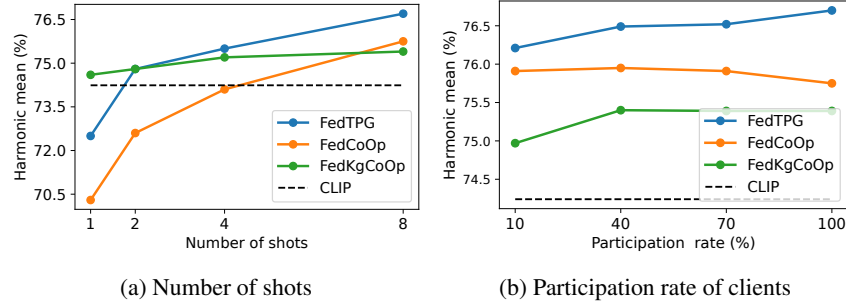 Harmonic mean (%)
76.5
75.0
73.5
72.0
70.5
FedTPG
FedCoOp
FedKgCoOp
CLIP
1
2
4
8
Number of shots
(a) Number of shots
Harmonic mean (%)
76.5
76.0
75.5
75.0
74.5
FedTPG
FedCoOp
FedKgCoOp
CLIP
10
40
70
100
Participation rate (%)
(b) Participation rate of clients